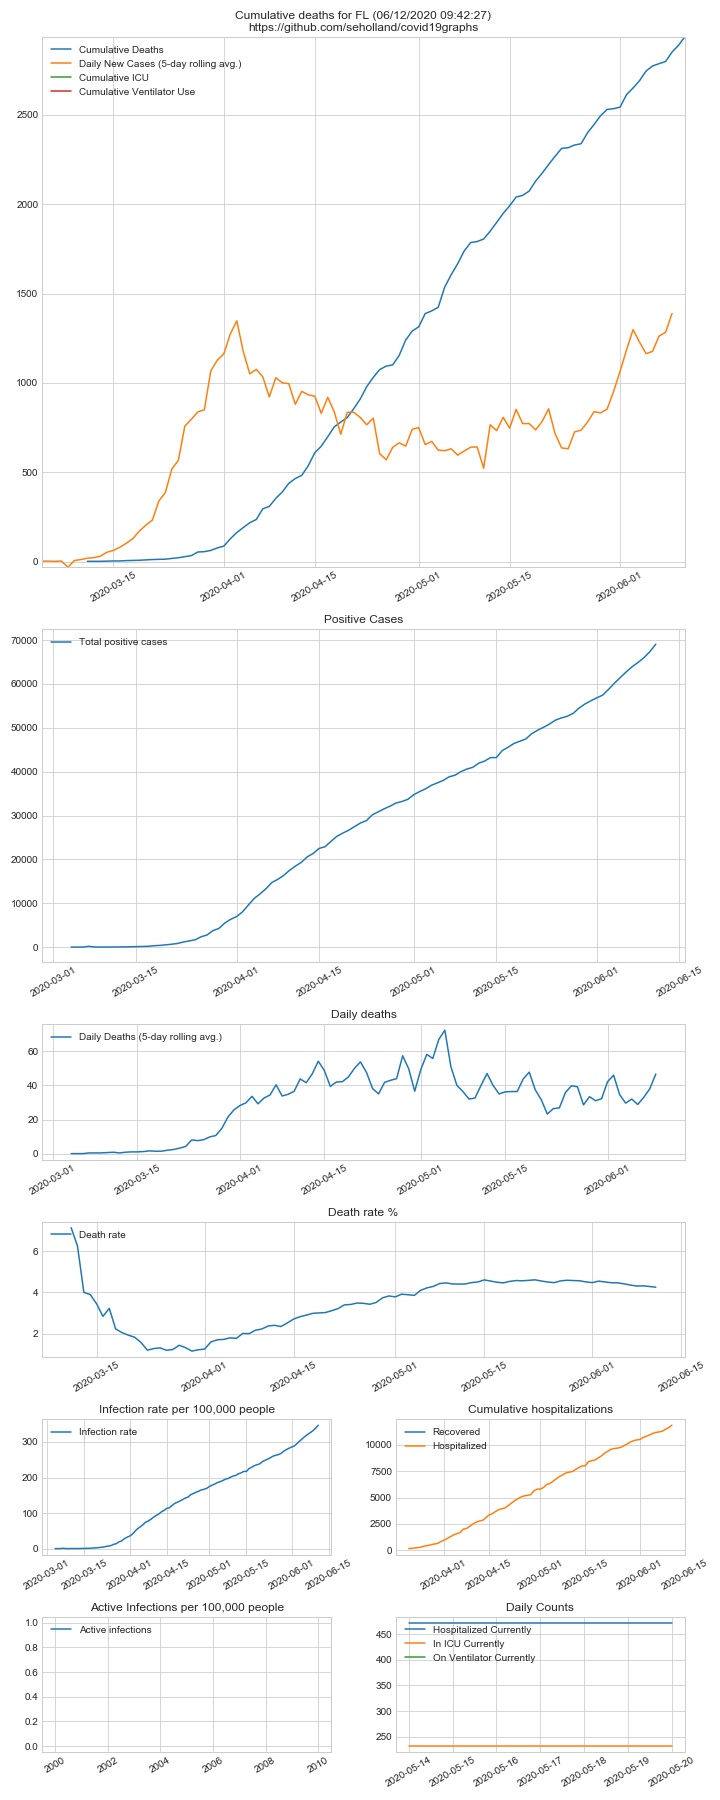 Cumulative deaths for FL (06/12/2020 09:42:27)
https://github.com/seholland/covid19graphs
Cumulative Deaths
Daily New Cases (5-day rolling avg.)
Cumulative ICU
Cumulative Ventilator Use
2500
2000
1500
1000
500
0
2020-03-15 2020-04-01 2020-04-15 2020-05-01 2020-05-15 2020-06-01
Positive Cases
Total positive cases
70000
60000
50000
40000
30000
20000
10000
0
2020-03-01 2020-03-15 2020-04-01 2020-04-15 2020-05-01 2020-05-15 2020-06-01 2020-06-15
Daily deaths
Daily Deaths (5-day rolling avg.)
60
40
20
0
2020-03-01 2020-03-15 2020-04-01 2020-04-15 2020-05-01 2020-05-15 2020-06-01
Death rate %
Death rate
6
4
2
2020-03-15 2020-04-01 2020-04-15 2020-05-01 2020-05-15 2020-06-01 2020-06-15
Infection rate per 100,000 people
Infection rate
300
200
100
0
2020-03-01 2020-03-15 2020-04-01 2020-04-15 2020-05-01 2020-05-15 2020-06-01 2020-06-15
Cumulative hospitalizations
Recovered
Hospitalized
10000
7500
5000
2500
0
2020-04-01 2020-04-15 2020-05-01 2020-05-15 2020-06-01 2020-06-15
Active Infections per 100,000 people
Active infections
1.0
0.8
0.6
0.4
0.2
0.0
2000 2002 2004 2006 2008 2010
Daily Counts
Hospitalized Currently
In ICU Currently
On Ventilator Currently
450
400
350
300
250
2020-05-14 2020-05-15 2020-05-16 2020-05-17 2020-05-18 2020-05-19 2020-05-20